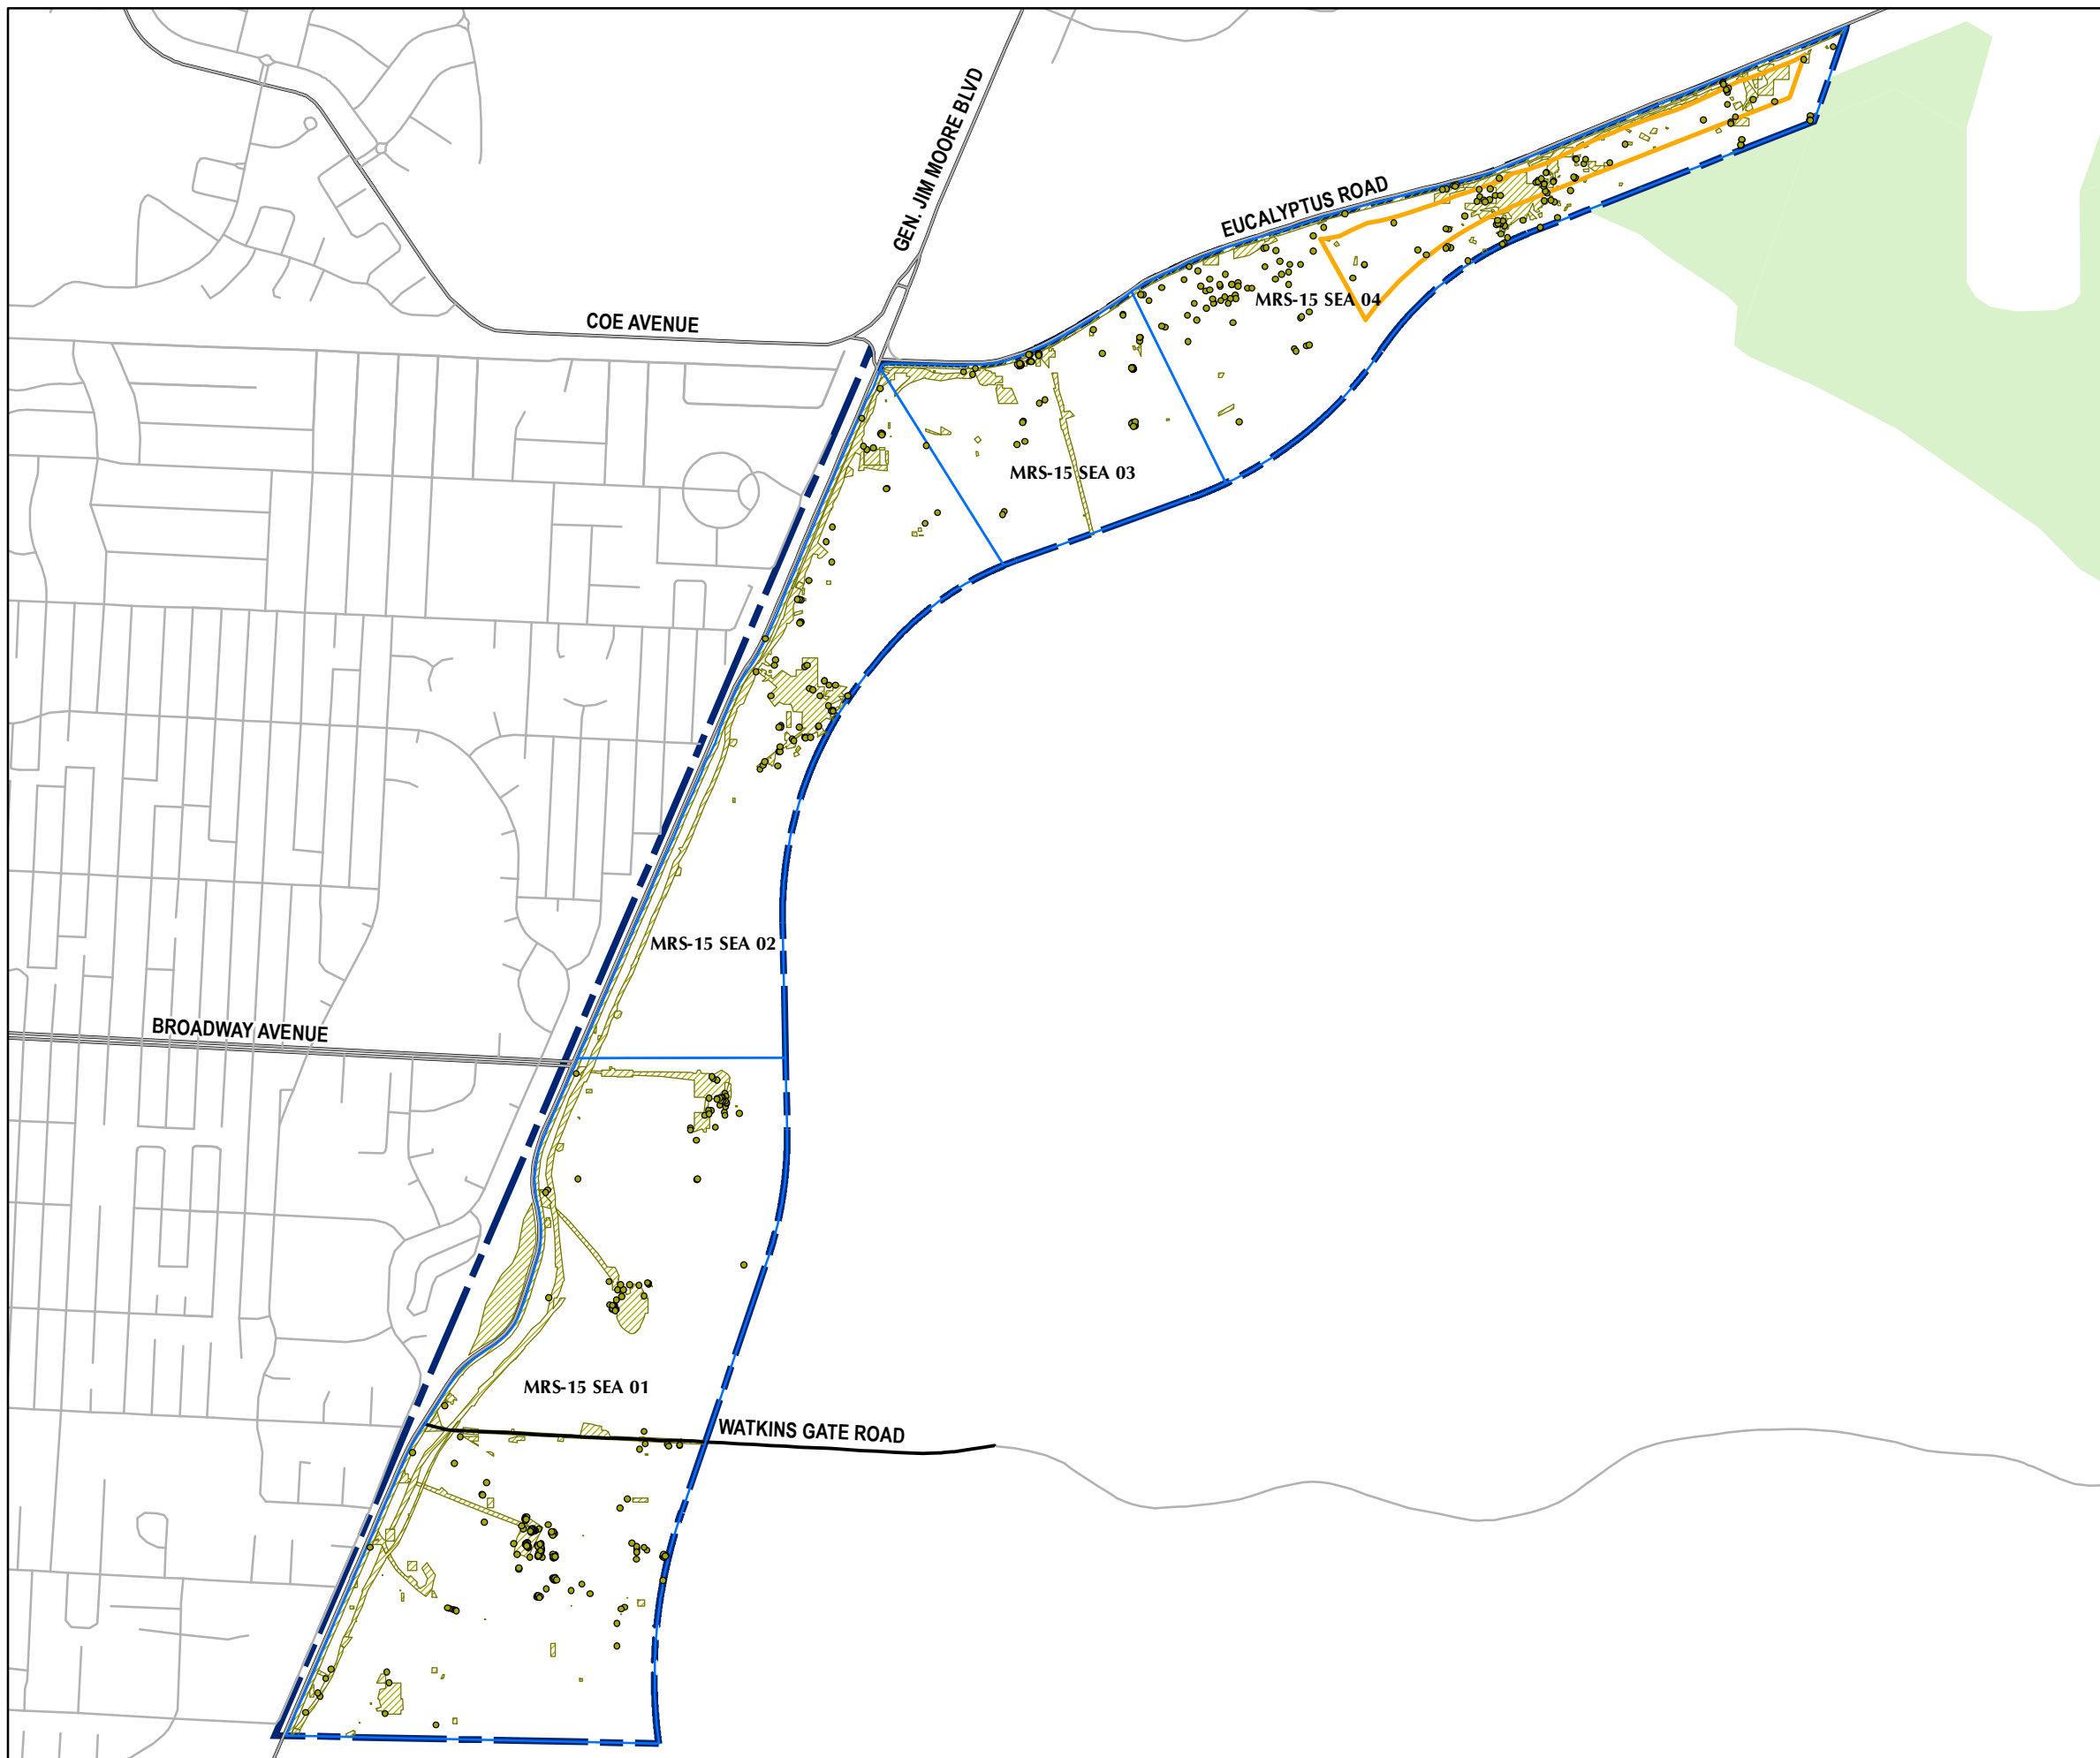 GEN. JIM MOORE BLVD
EUCALYPTUS ROAD
MRS-15 SEA 04
COE AVENUE
MRS-15 SEA 03
MRS-15 SEA 02
BROADWAY AVENUE
MRS-15 SEA 01
WATKINS GATE ROAD